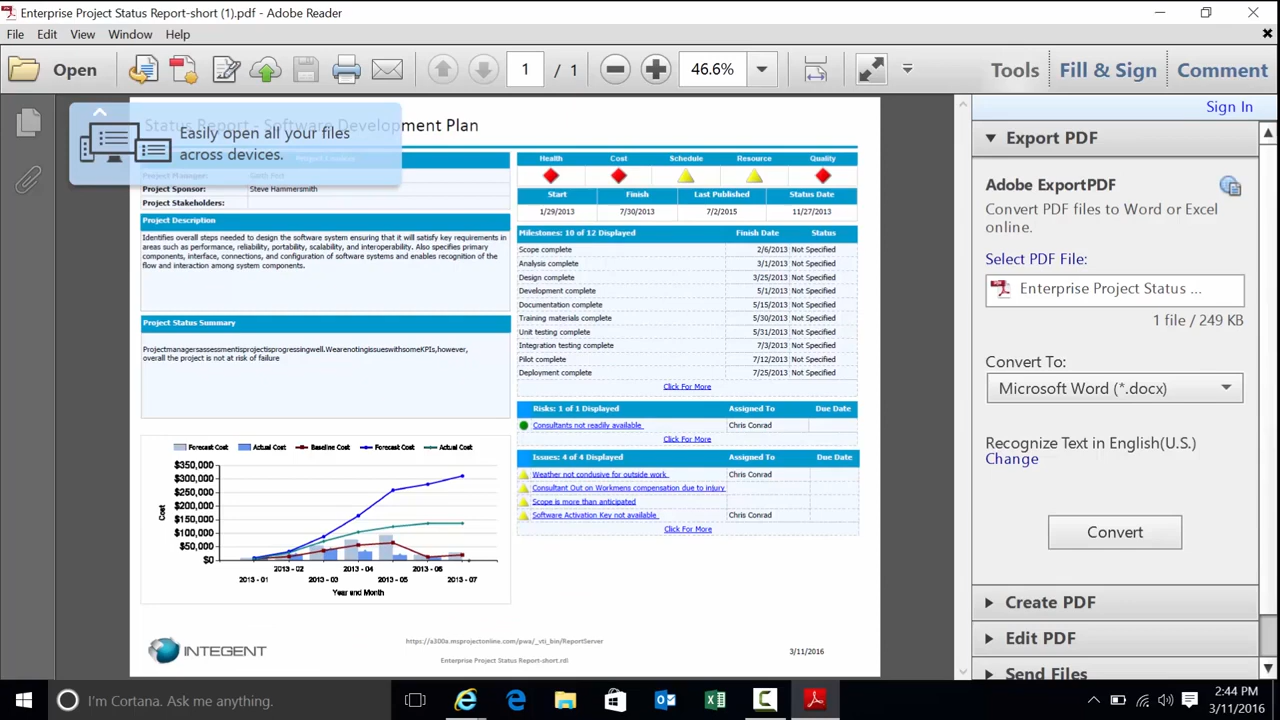 Enterprise Project Status Report-short (1).pdf - Adobe Reader
File Edit View Window Help
Open
1 / 1
46.6%
Tools Fill & Sign Comment
Sign In
Status Report - Software Development Plan
Easily open all your files
across devices.
Project Manager:
Project Sponsor: Steve Hammersmith
Project Stakeholders:
Project Description
Identifies overall steps needed to design the software system ensuring that it will satisfy key requirements in
areas such as performance, reliability, portability, scalability, and interoperability. Also specifies primary
components, interface, connections, and configuration of software systems and enables recognition of the
flow and interaction among system components.
Project Status Summary
Projectmanagersassessmentisprojectisprogressingwell.WearenotingissueswithsomeKPIs,however,
overall the project is not at risk of failure
Forecast Cost Actual Cost Baseline Cost Forecast Cost Actual Cost
$350,000
$300,000
$250,000
$200,000
$150,000
$100,000
$50,000
$0
Cost
2013 - 02 2013 - 04 2013 - 06
2013 - 01 2013 - 03 2013 - 05 2013 - 07
Year and Month
Health Cost Schedule Resource Quality
Start Finish Last Published Status Date
1/29/2013 7/30/2013 7/2/2015 11/27/2013
Milestones: 10 of 12 Displayed Finish Date Status
Scope complete 2/6/2013 Not Specified
Analysis complete 3/1/2013 Not Specified
Design complete 3/25/2013 Not Specified
Development complete 5/1/2013 Not Specified
Documentation complete 5/15/2013 Not Specified
Training materials complete 5/30/2013 Not Specified
Unit testing complete 5/31/2013 Not Specified
Integration testing complete 7/3/2013 Not Specified
Pilot complete 7/12/2013 Not Specified
Deployment complete 7/25/2013 Not Specified
Click For More
Risks: 1 of 1 Displayed Assigned To Due Date
Consultants not readily available Chris Conrad
Click For More
Issues: 4 of 4 Displayed Assigned To Due Date
Weather not condusive for outside work. Chris Conrad
Consultant Out on Workmens compensation due to injury
Scope is more than anticipated
Software Activation Key not available Chris Conrad
Click For More
INTEGENT
https://a300a.msprojectonline.com/pwa/_vti_bin/ReportServer
Enterprise Project Status Report-short.rdl
3/11/2016
Export PDF
Adobe ExportPDF
Convert PDF files to Word or Excel
online.
Select PDF File:
Enterprise Project Status ...
1 file / 249 KB
Convert To:
Microsoft Word (*.docx)
Recognize Text in English(U.S.)
Change
Convert
Create PDF
Edit PDF
Send Files
I'm Cortana. Ask me anything.
2:44 PM
3/11/2016